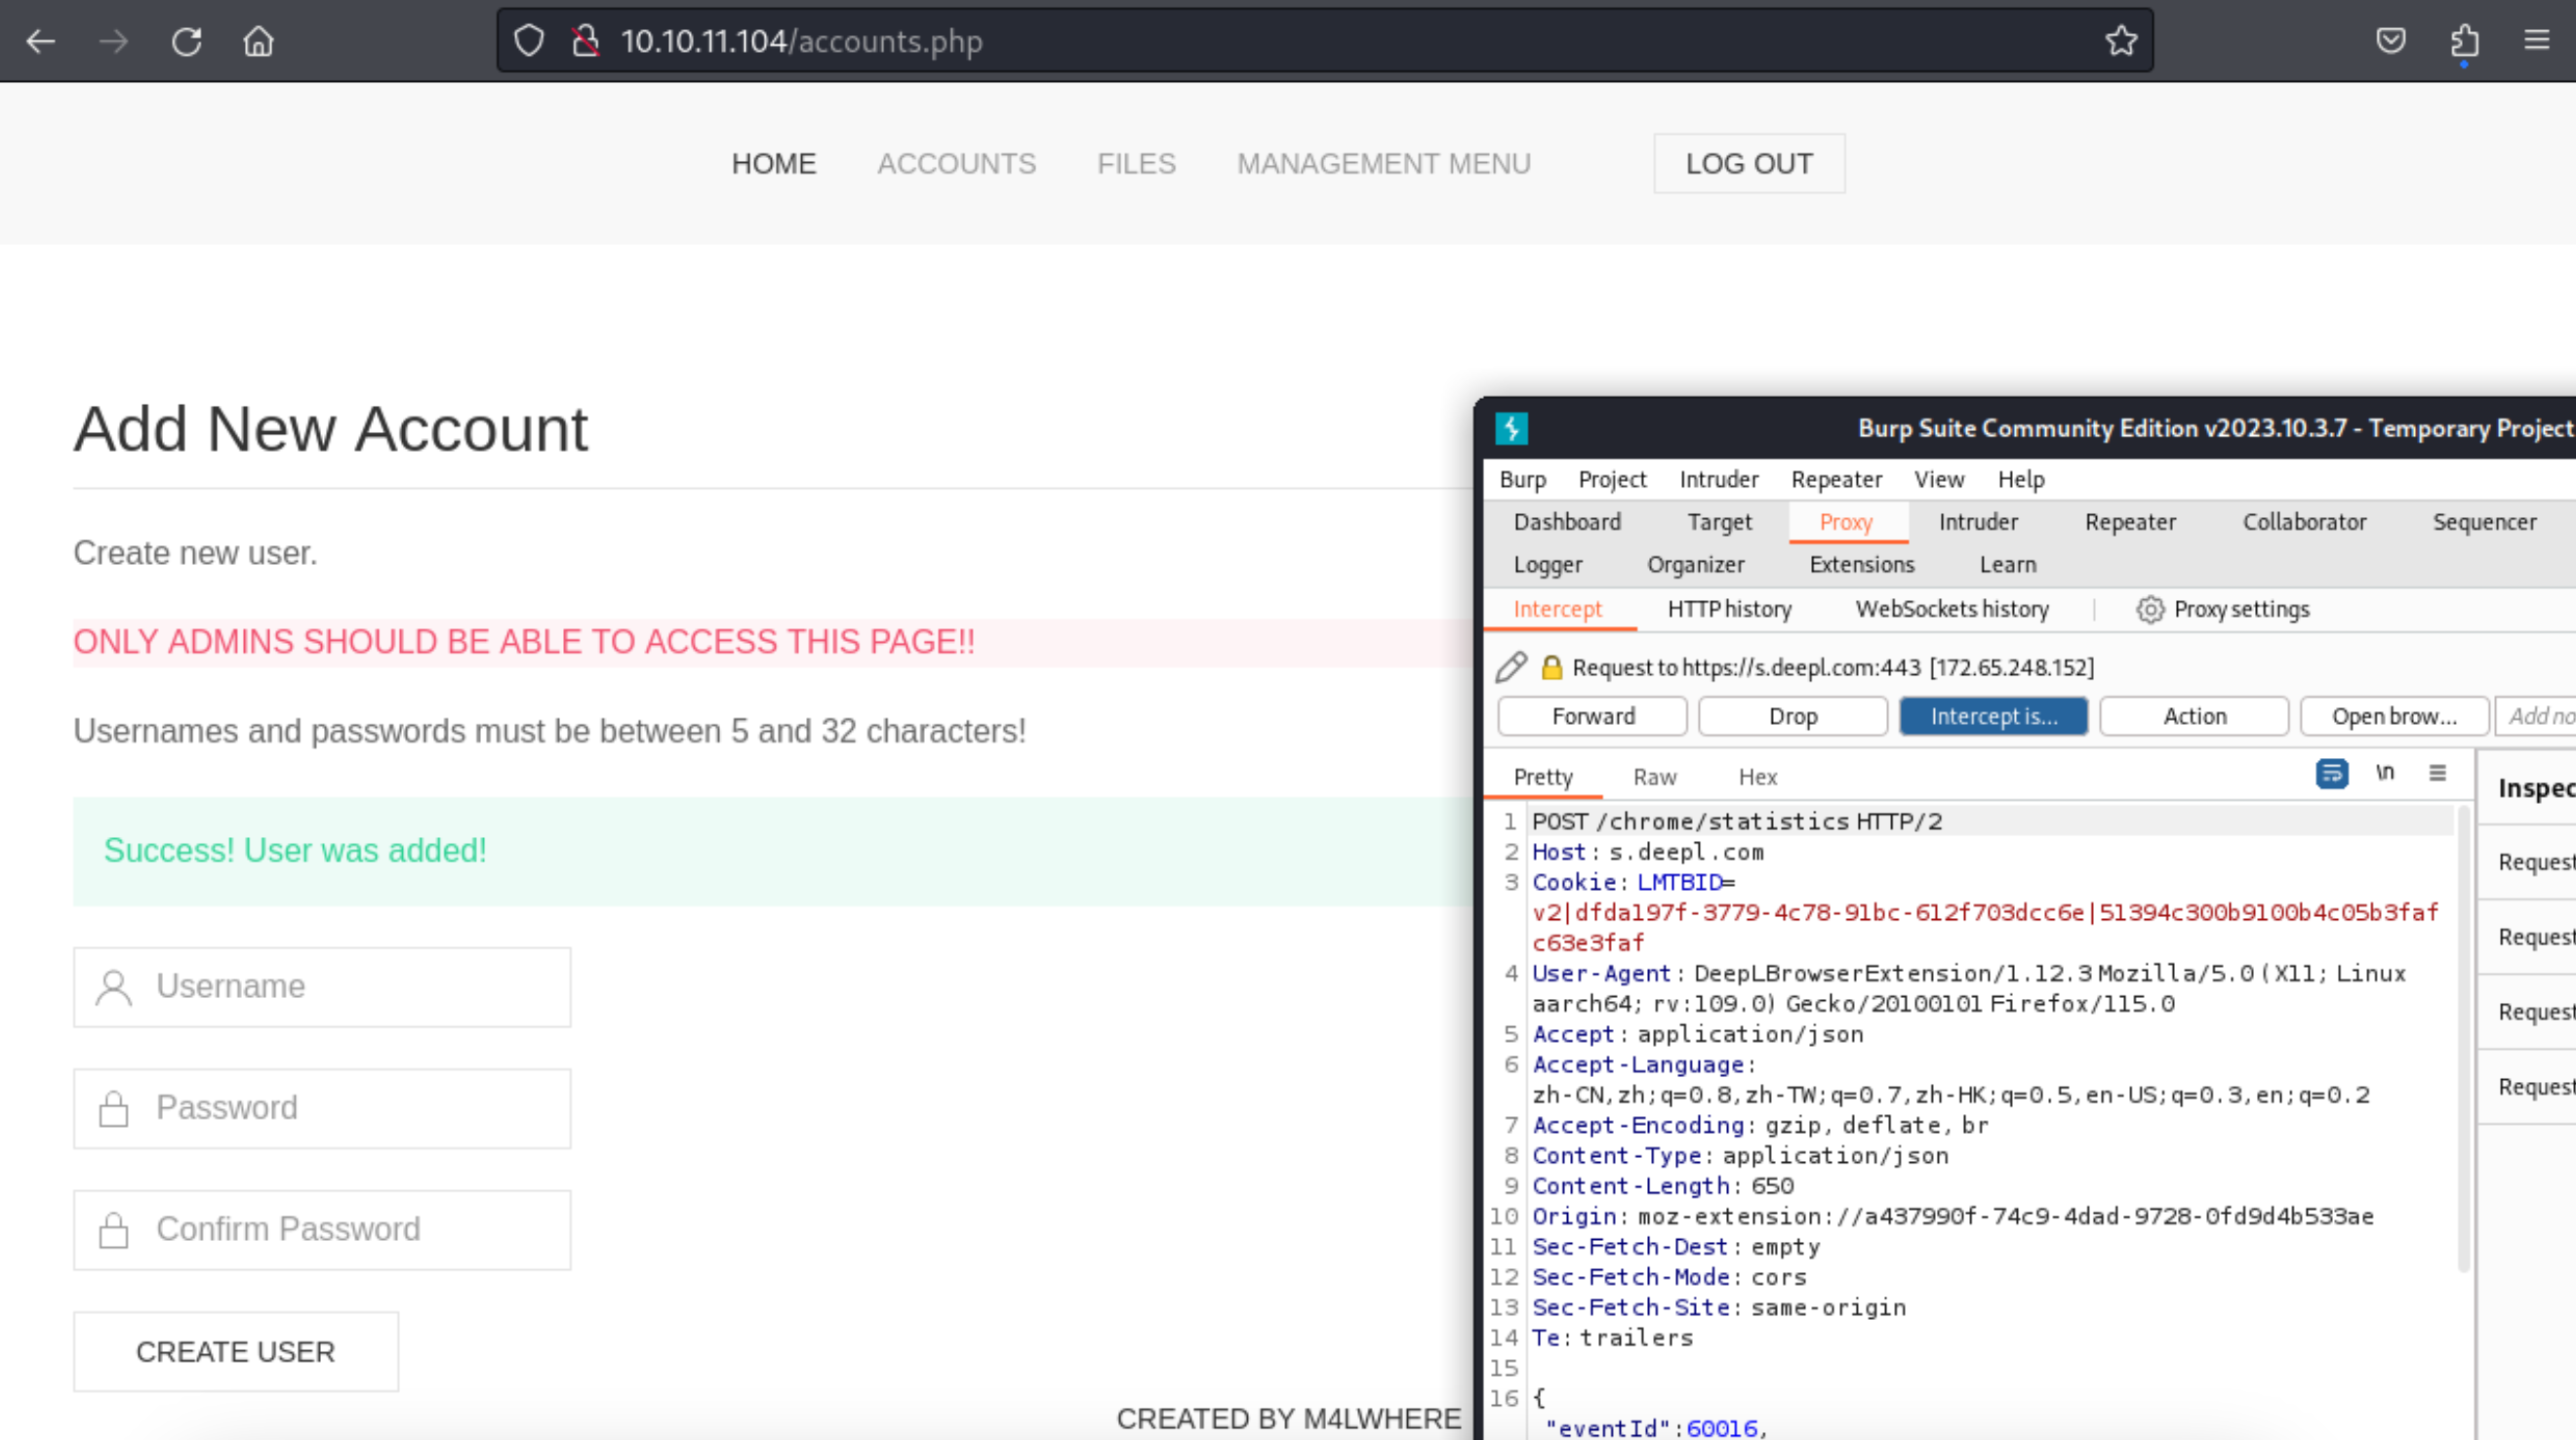 10.10.11.104/accounts.php
HOME ACCOUNTS FILES MANAGEMENT MENU LOG OUT
Add New Account
Create new user.
ONLY ADMINS SHOULD BE ABLE TO ACCESS THIS PAGE!!
Usernames and passwords must be between 5 and 32 characters!
Success! User was added!
Username
Password
Confirm Password
CREATE USER
CREATED BY M4LWHERE
Burp Suite Community Edition v2023.10.3.7 - Temporary Project
Burp Project Intruder Repeater View Help
Dashboard Target Proxy Intruder Repeater Collaborator Sequencer
Logger Organizer Extensions Learn
Intercept HTTP history WebSockets history Proxy settings
Request to https://s.deepl.com:443 [172.65.248.152]
Forward Drop Intercept is... Action Open brow... Add no
Pretty Raw Hex \n
Inspec
Request
Request
Request
Request
1 POST /chrome/statistics HTTP/2
2 Host: s.deepl.com
3 Cookie: LMTBID=
v2|dfda197f-3779-4c78-91bc-612f703dcc6e|51394c300b9100b4c05b3faf
c63e3faf
4 User-Agent: DeepLBrowserExtension/1.12.3 Mozilla/5.0 (X11; Linux
aarch64; rv:109.0) Gecko/20100101 Firefox/115.0
5 Accept: application/json
6 Accept-Language:
zh-CN,zh;q=0.8,zh-TW;q=0.7,zh-HK;q=0.5,en-US;q=0.3,en;q=0.2
7 Accept-Encoding: gzip, deflate, br
8 Content-Type: application/json
9 Content-Length: 650
10 Origin: moz-extension://a437990f-74c9-4dad-9728-0fd9d4b533ae
11 Sec-Fetch-Dest: empty
12 Sec-Fetch-Mode: cors
13 Sec-Fetch-Site: same-origin
14 Te: trailers
15
16 {
"eventId":60016,